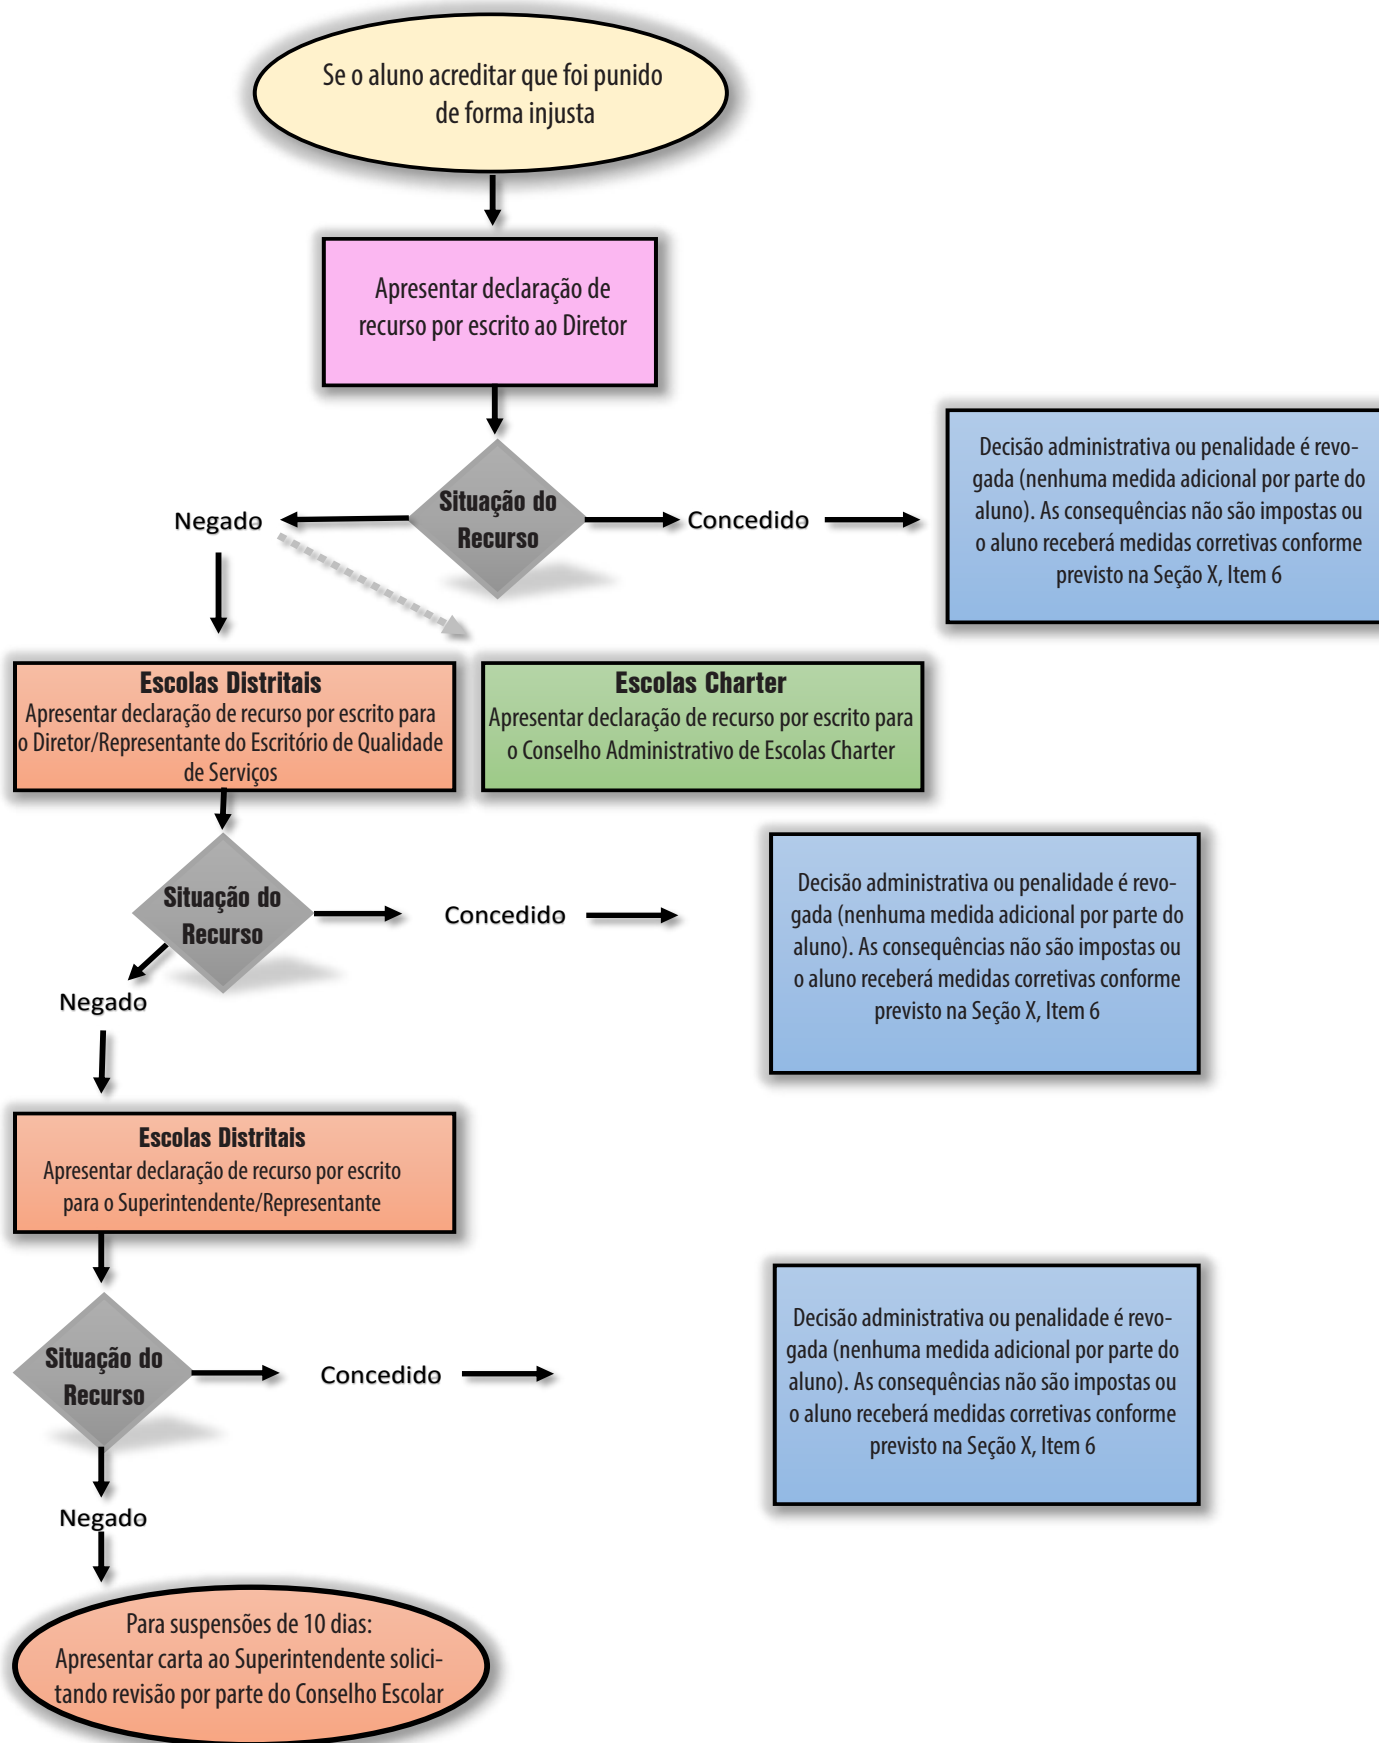 Se o aluno acreditar que foi punido
de forma injusta
Apresentar declaração de
recurso por escrito ao Diretor
Situação do
Recurso
Negado
Concedido
Decisão administrativa ou penalidade é revo-
gada (nenhuma medida adicional por parte do
aluno). As consequências não são impostas ou
o aluno receberá medidas corretivas conforme
previsto na Seção X, Item 6
Escolas Distritais
Apresentar declaração de recurso por escrito para
o Diretor/Representante do Escritório de Qualidade
de Serviços
Escolas Charter
Apresentar declaração de recurso por escrito para
o Conselho Administrativo de Escolas Charter
Situação do
Recurso
Concedido
Decisão administrativa ou penalidade é revo-
gada (nenhuma medida adicional por parte do
aluno). As consequências não são impostas ou
o aluno receberá medidas corretivas conforme
previsto na Seção X, Item 6
Negado
Escolas Distritais
Apresentar declaração de recurso por escrito
para o Superintendente/Representante
Situação do
Recurso
Concedido
Decisão administrativa ou penalidade é revo-
gada (nenhuma medida adicional por parte do
aluno). As consequências não são impostas ou
o aluno receberá medidas corretivas conforme
previsto na Seção X, Item 6
Negado
Para suspensões de 10 dias:
Apresentar carta ao Superintendente solici-
tando revisão por parte do Conselho Escolar